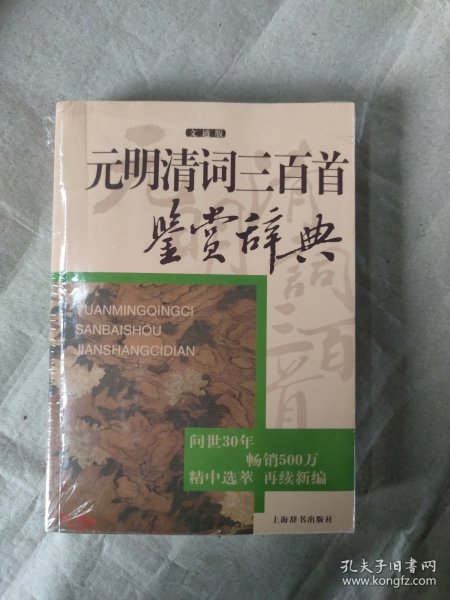 文通版
元明清词三百首
鉴赏辞典
YUANMINGQINGCI
SANBAISHOU
JIANSHANGCIDIAN
问世30年
畅销500万
精中选萃 再续新编
上海辞书出版社
孔夫子旧书网
www.kongfz.com